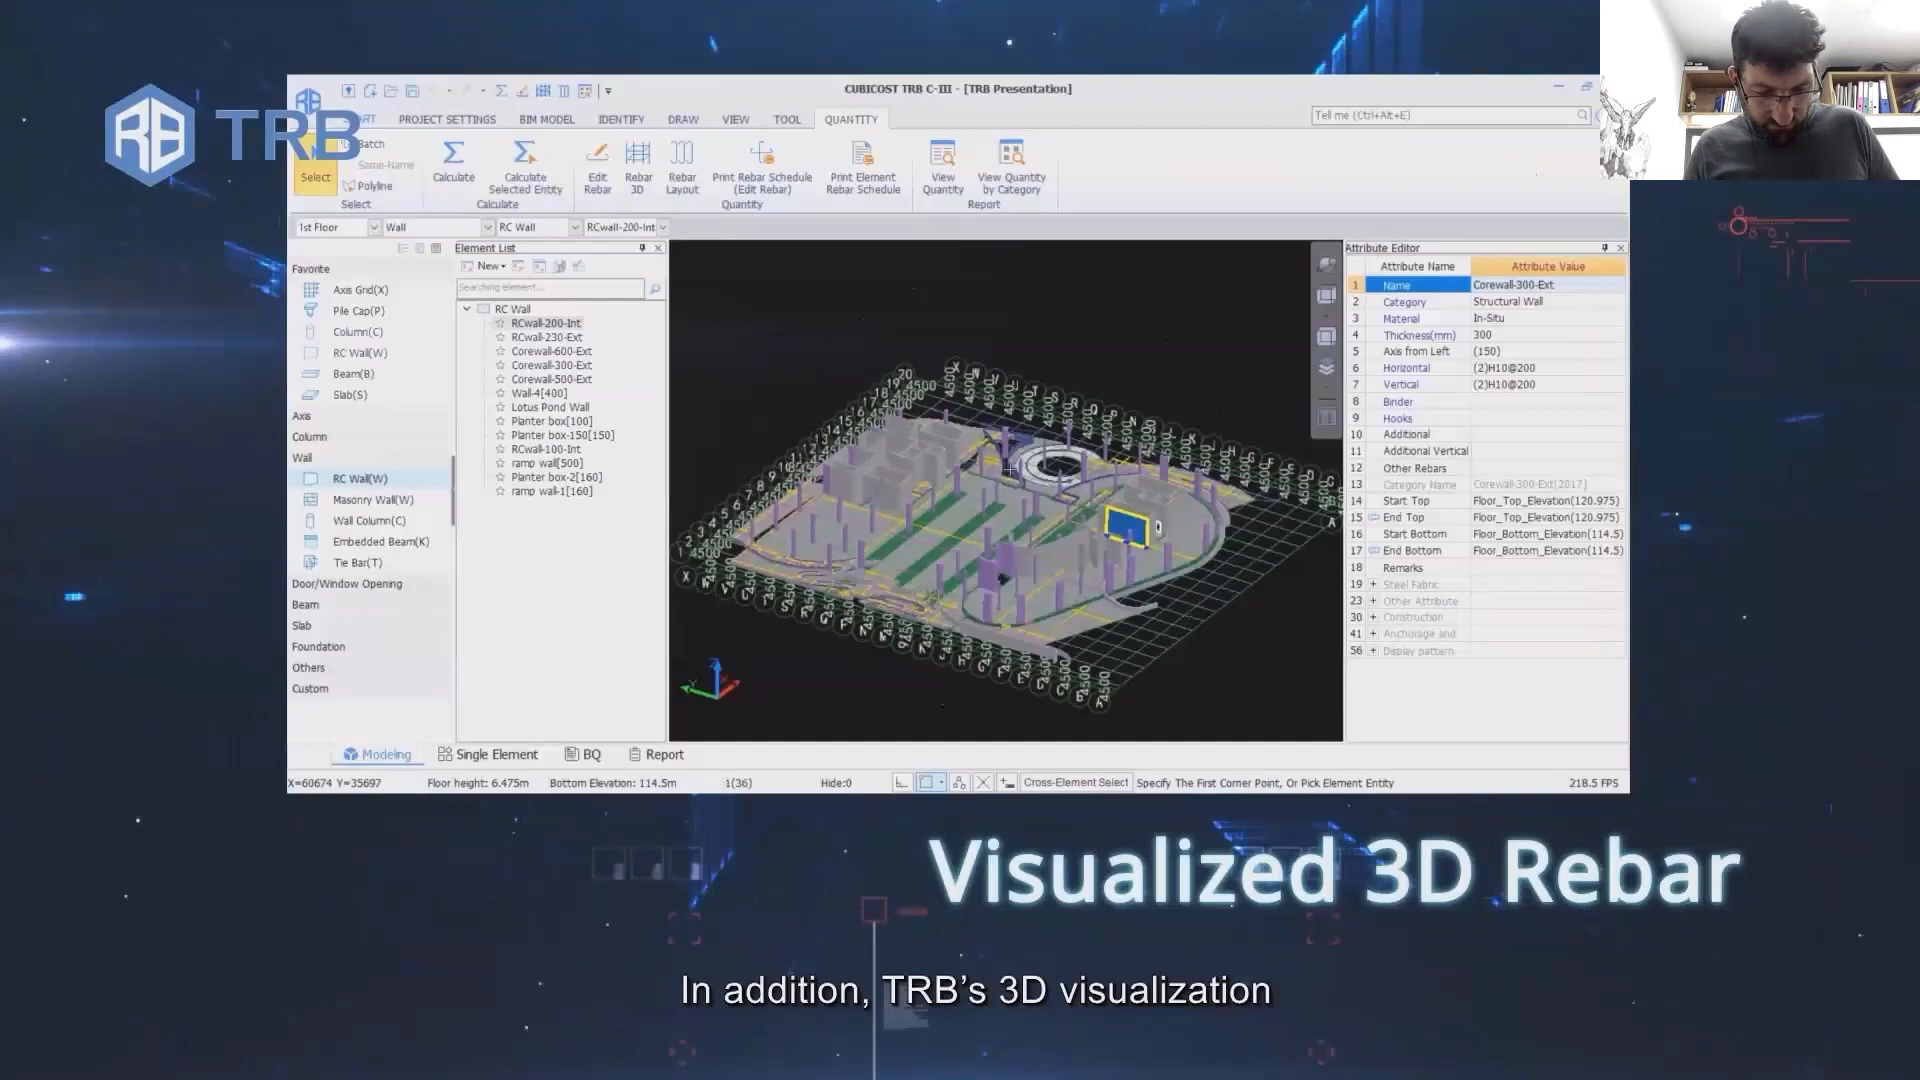 TRB
CUBICOST TRB C-III - [TRB Presentation]
PROJECT SETTINGS
BIM MODEL
IDENTIFY
DRAW
VIEW
TOOL
QUANTITY
Tell me (Ctrl+Alt+E)
Select
Batch
Same-Name
Polyline
Select
Calculate
Calculate
Selected Entity
Calculate
Edit
Rebar
Rebar
3D
Rebar
Layout
Print Rebar Schedule
(Edit Rebar)
Print Element
Rebar Schedule
Quantity
View
Quantity
View Quantity
by Category
Report
1st Floor
Wall
RC Wall
RCwall-200-Int
Favorite
Axis Grid(X)
Pile Cap(P)
Column(C)
RC Wall(W)
Beam(B)
Slab(S)
Axis
Column
Wall
RC Wall(W)
Masonry Wall(W)
Wall Column(C)
Embedded Beam(K)
Tie Bar(T)
Door/Window Opening
Beam
Slab
Foundation
Others
Custom
Element List
New
Searching element...
RC Wall
RCwall-200-Int
RCwall-230-Ext
Corewall-600-Ext
Corewall-300-Ext
Corewall-500-Ext
Wall-4[400]
Lotus Pond Wall
Planter box[100]
Planter box-150[150]
RCwall-100-Int
ramp wall[500]
Planter box-2[160]
ramp wall-1[160]
Attribute Editor
Attribute Name Attribute Value
1 Name Corewall-300-Ext
2 Category Structural Wall
3 Material In-Situ
4 Thickness(mm) 300
5 Axis from Left (150)
6 Horizontal (2)H10@200
7 Vertical (2)H10@200
8 Binder
9 Hooks
10 Additional
11 Additional Vertical
12 Other Rebars
13 Category Name Corewall-300-Ext(2017)
14 Start Top Floor_Top_Elevation(120.975)
15 End Top Floor_Top_Elevation(120.975)
16 Start Bottom Floor_Bottom_Elevation(114.5)
17 End Bottom Floor_Bottom_Elevation(114.5)
18 Remarks
19 + Steel Fabric
23 + Other Attribute
30 + Construction
41 + Anchorage and
56 + Display pattern
Modeling
Single Element
BQ
Report
X=60674 Y=35697
Floor height: 6.475m
Bottom Elevation: 114.5m
1(36)
Hide:0
Cross-Element Select
Specify The First Corner Point, Or Pick Element Entity
218.5 FPS
Visualized 3D Rebar
In addition, TRB’s 3D visualization